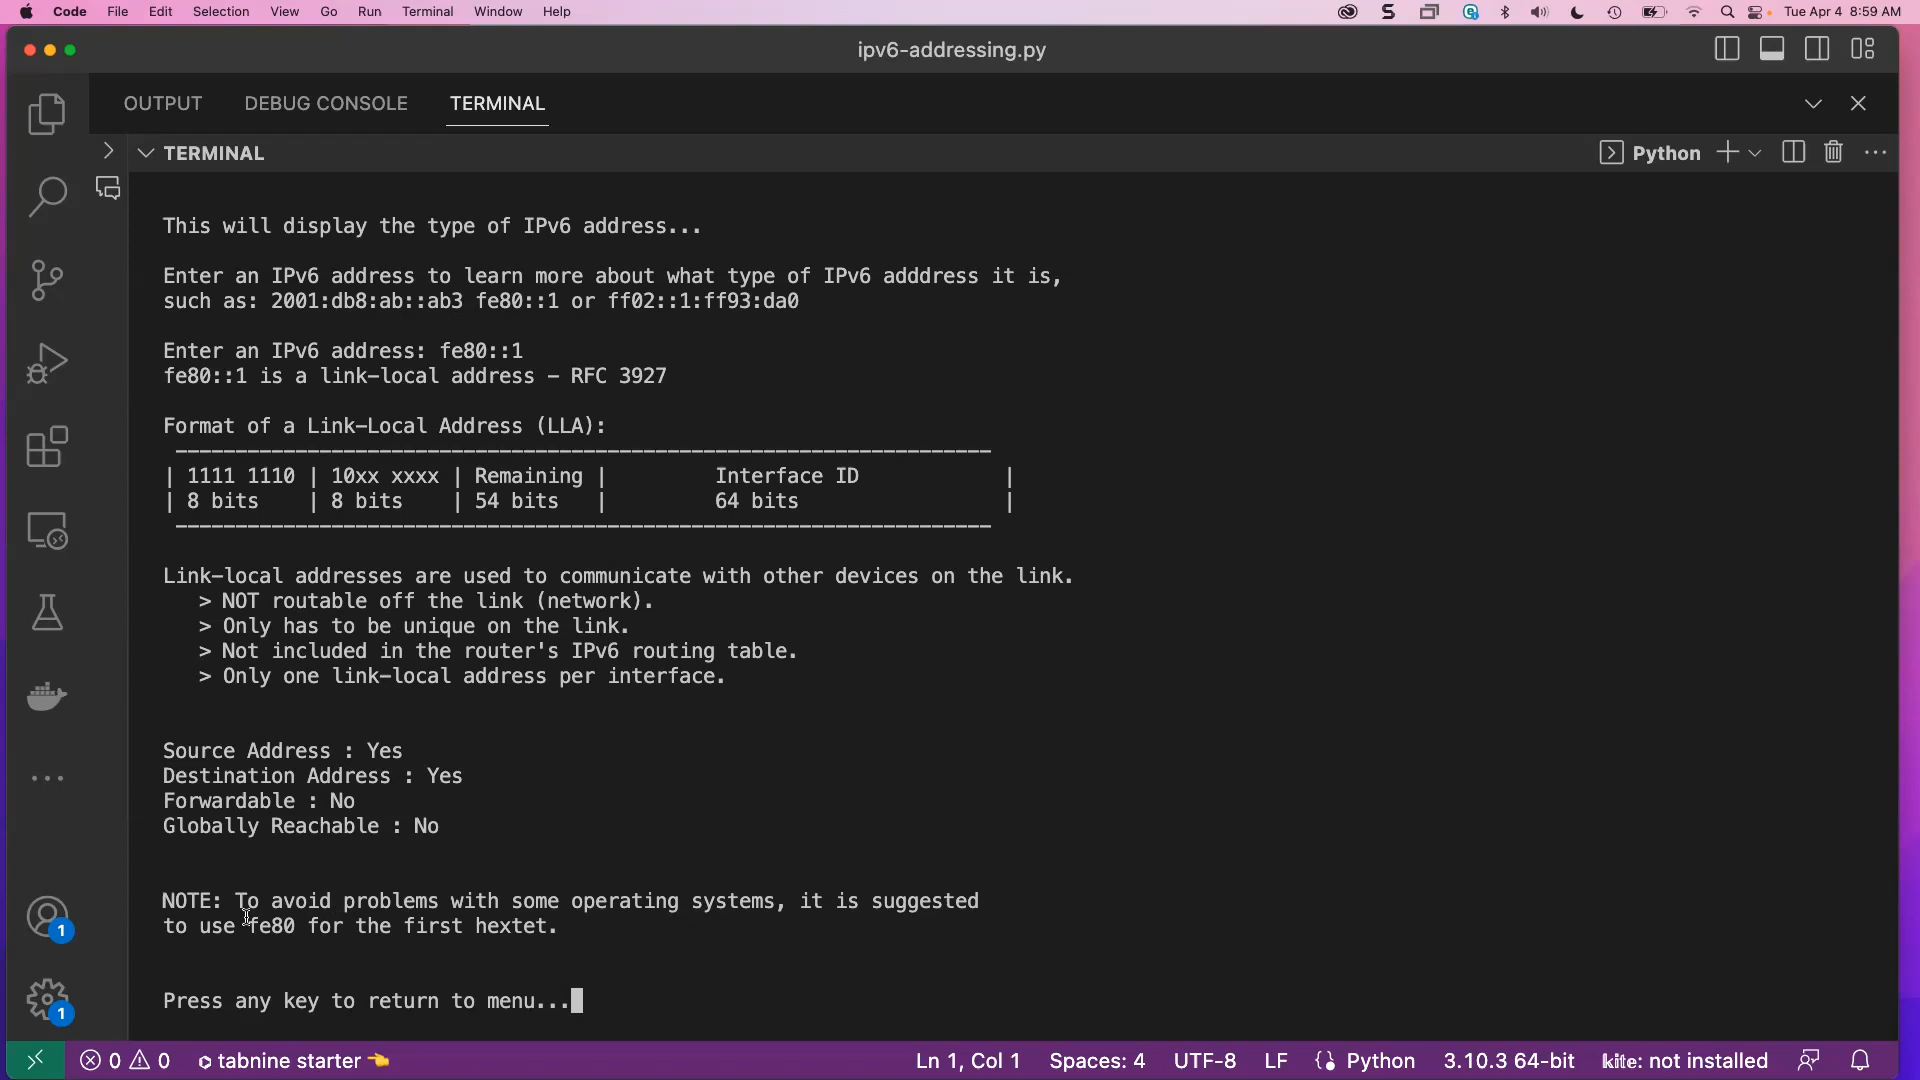 Code File Edit Selection View Go Run Terminal Window Help Tue Apr 4 8:59 AM
ipv6-addressing.py
OUTPUT DEBUG CONSOLE TERMINAL
TERMINAL Python
This will display the type of IPv6 address...
Enter an IPv6 address to learn more about what type of IPv6 adddress it is,
such as: 2001:db8:ab::ab3 fe80::1 or ff02::1:ff93:da0
Enter an IPv6 address: fe80::1
fe80::1 is a link-local address - RFC 3927
Format of a Link-Local Address (LLA):
| 1111 1110 | 10xx xxxx | Remaining | Interface ID |
| 8 bits | 8 bits | 54 bits | 64 bits |
Link-local addresses are used to communicate with other devices on the link.
> NOT routable off the link (network).
> Only has to be unique on the link.
> Not included in the router's IPv6 routing table.
> Only one link-local address per interface.
Source Address : Yes
Destination Address : Yes
Forwardable : No
Globally Reachable : No
NOTE: To avoid problems with some operating systems, it is suggested
to use fe80 for the first hextet.
1
Press any key to return to menu...
1
0 0 tabnine starter Ln 1, Col 1 Spaces: 4 UTF-8 LF Python 3.10.3 64-bit kite: not installed